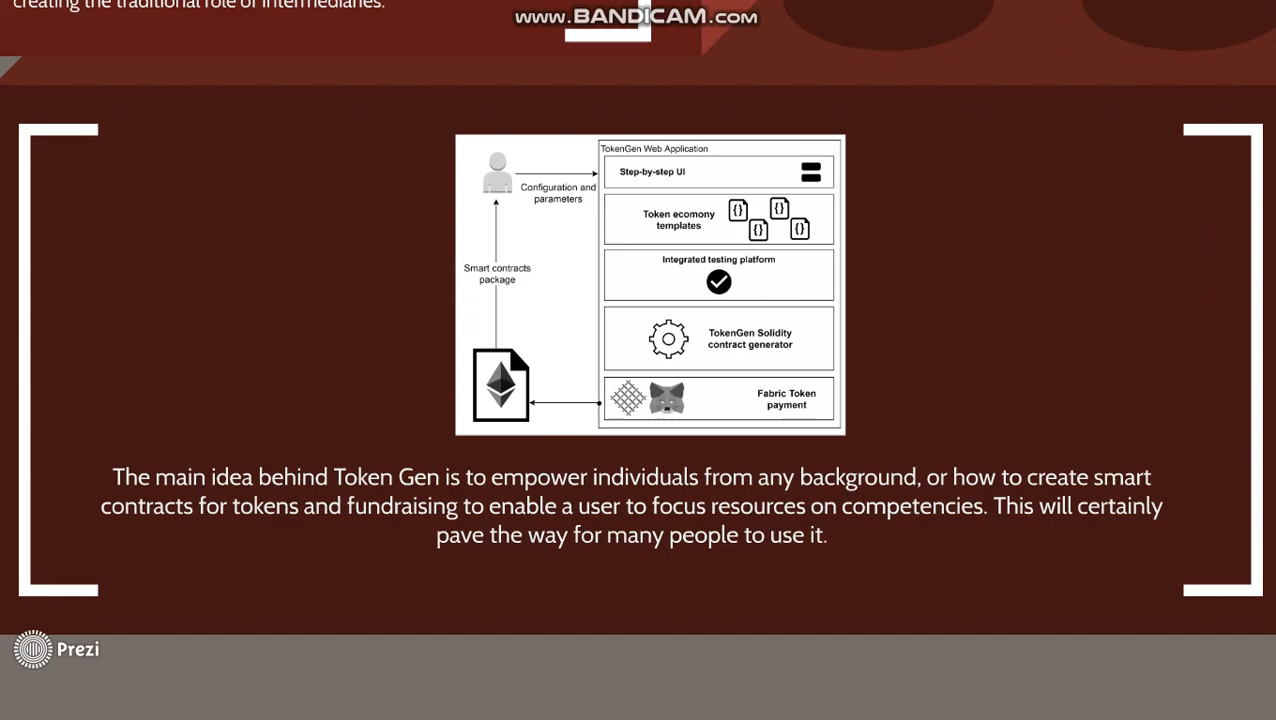 creating the traditional role of intermediaries.
www.BANDICAM.com
TokenGen Web Application
Step-by-step UI
Configuration and
parameters
Token ecomony
templates
Integrated testing platform
Smart contracts
package
TokenGen Solidity
contract generator
Fabric Token
payment
The main idea behind Token Gen is to empower individuals from any background, or how to create smart
contracts for tokens and fundraising to enable a user to focus resources on competencies. This will certainly
pave the way for many people to use it.
Prezi